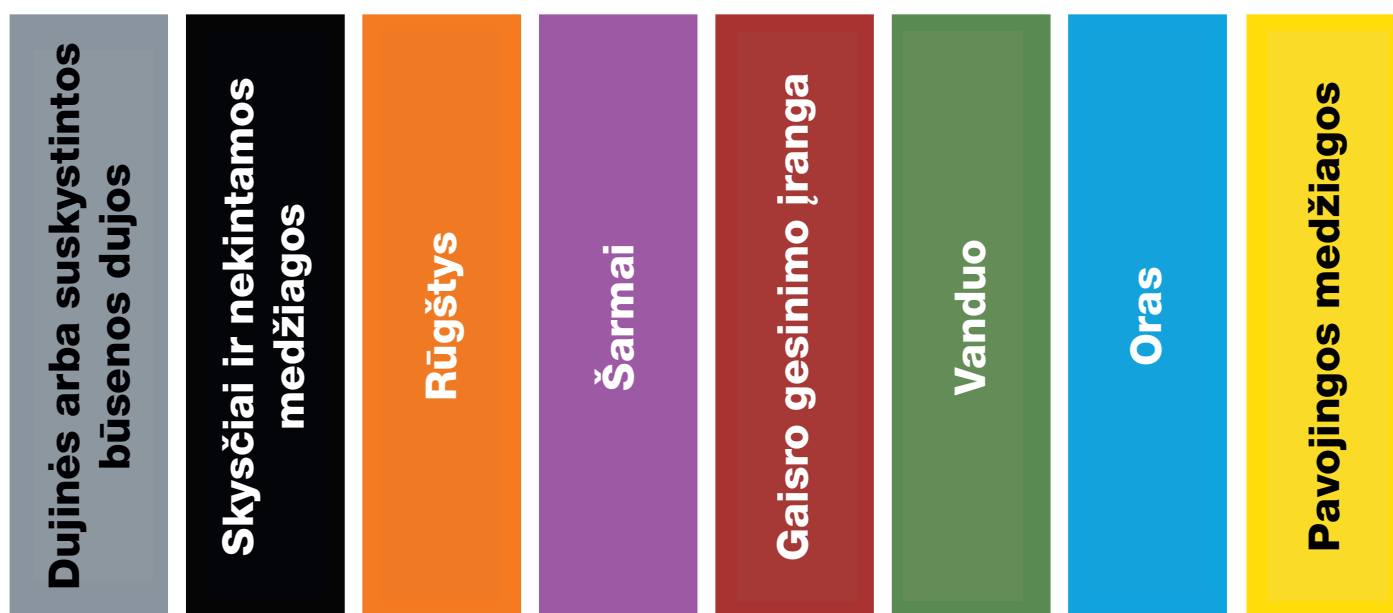 Dujinės arba suskystintos
būsenos dujos
Skysčiai ir nekintamos
medžiagos
Rūgštys
Šarmai
Gaisro gesinimo įranga
Vanduo
Oras
Pavojingos medžiagos